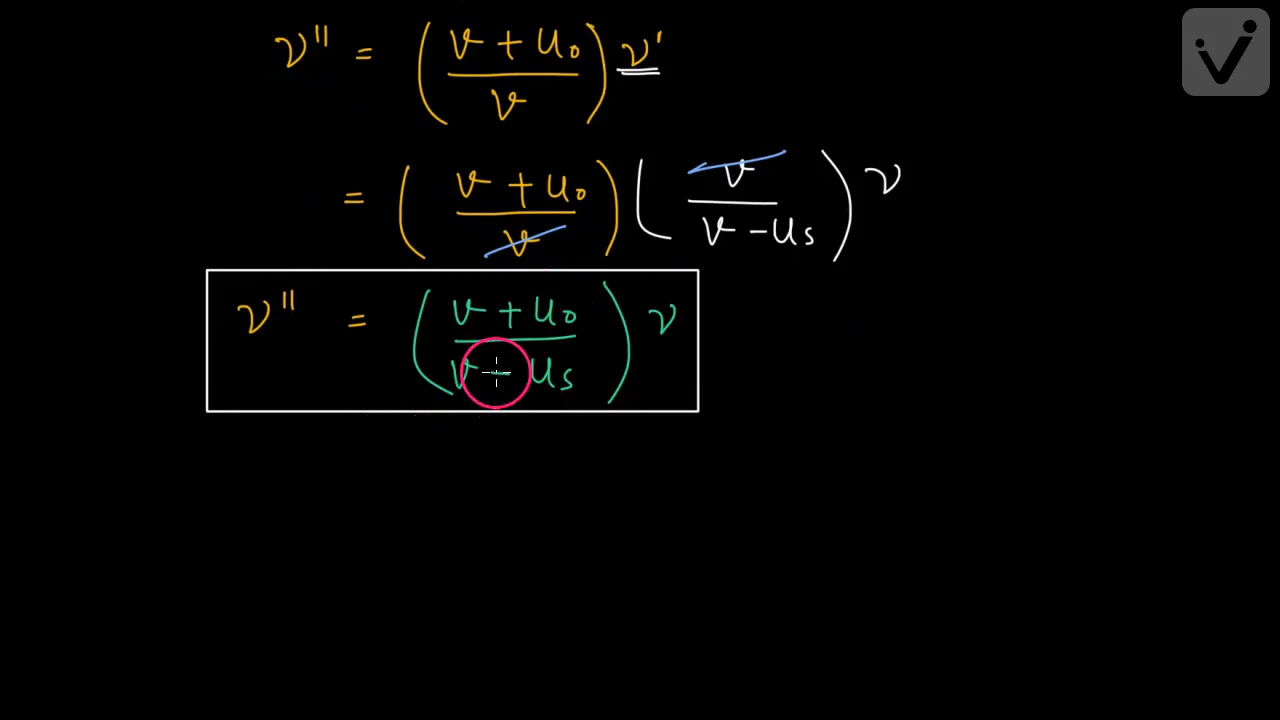 ν'' = ( (v + u₀) / v ) ν'
= ( (v + u₀) / v ) ( v / (v − uₛ) ) ν
ν'' = ( (v + u₀) / (v − uₛ) ) ν